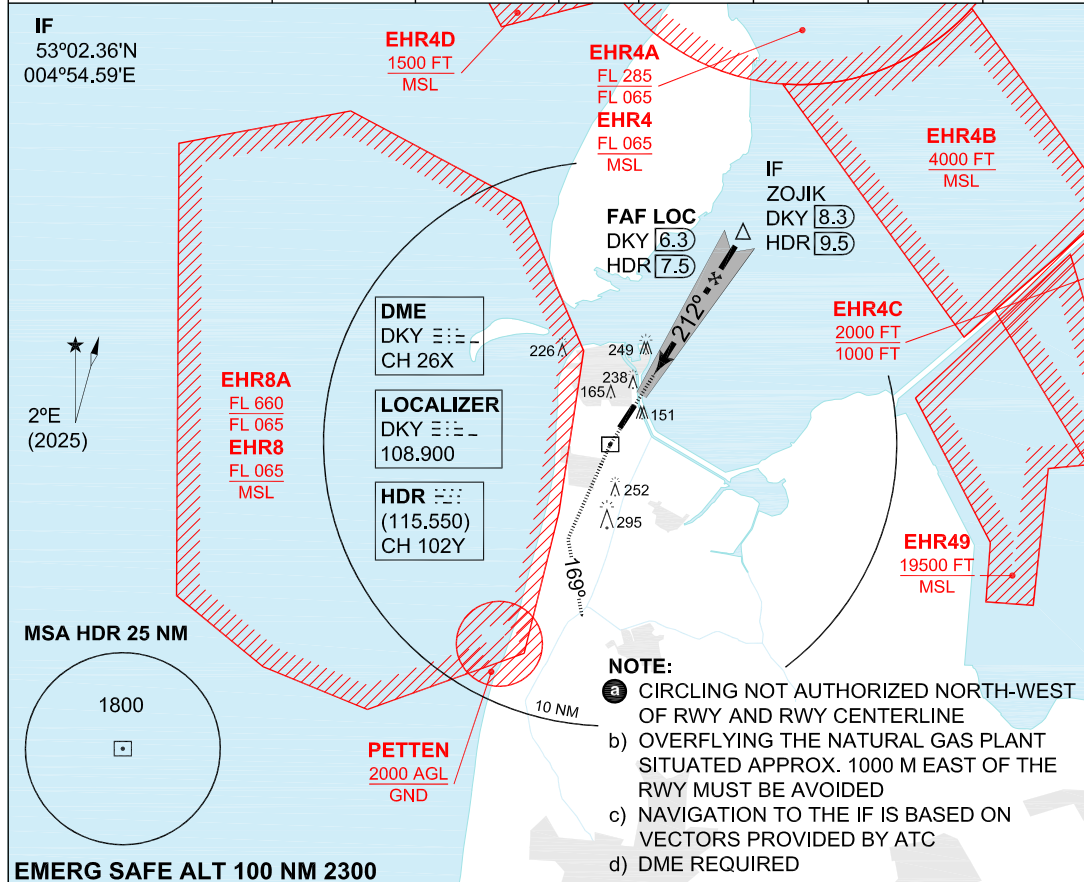 IF
53º02.36'N
004º54.59'E
EHR4D
1500 FT
MSL
EHR4A
FL 285
FL 065
EHR4
FL 065
MSL
EHR4B
4000 FT
MSL
IF
ZOJIK
DKY 8.3
HDR 9.5
FAF LOC
DKY 6.3
HDR 7.5
212º
EHR4C
2000 FT
1000 FT
DME
DKY
CH 26X
LOCALIZER
DKY
108.900
HDR
(115.550)
CH 102Y
226
249
238
165
151
252
295
2ºE
(2025)
EHR8A
FL 660
FL 065
EHR8
FL 065
MSL
EHR49
19500 FT
MSL
169º
MSA HDR 25 NM
1800
10 NM
PETTEN
2000 AGL
GND
NOTE:
a CIRCLING NOT AUTHORIZED NORTH-WEST
OF RWY AND RWY CENTERLINE
b) OVERFLYING THE NATURAL GAS PLANT
SITUATED APPROX. 1000 M EAST OF THE
RWY MUST BE AVOIDED
c) NAVIGATION TO THE IF IS BASED ON
VECTORS PROVIDED BY ATC
d) DME REQUIRED
EMERG SAFE ALT 100 NM 2300